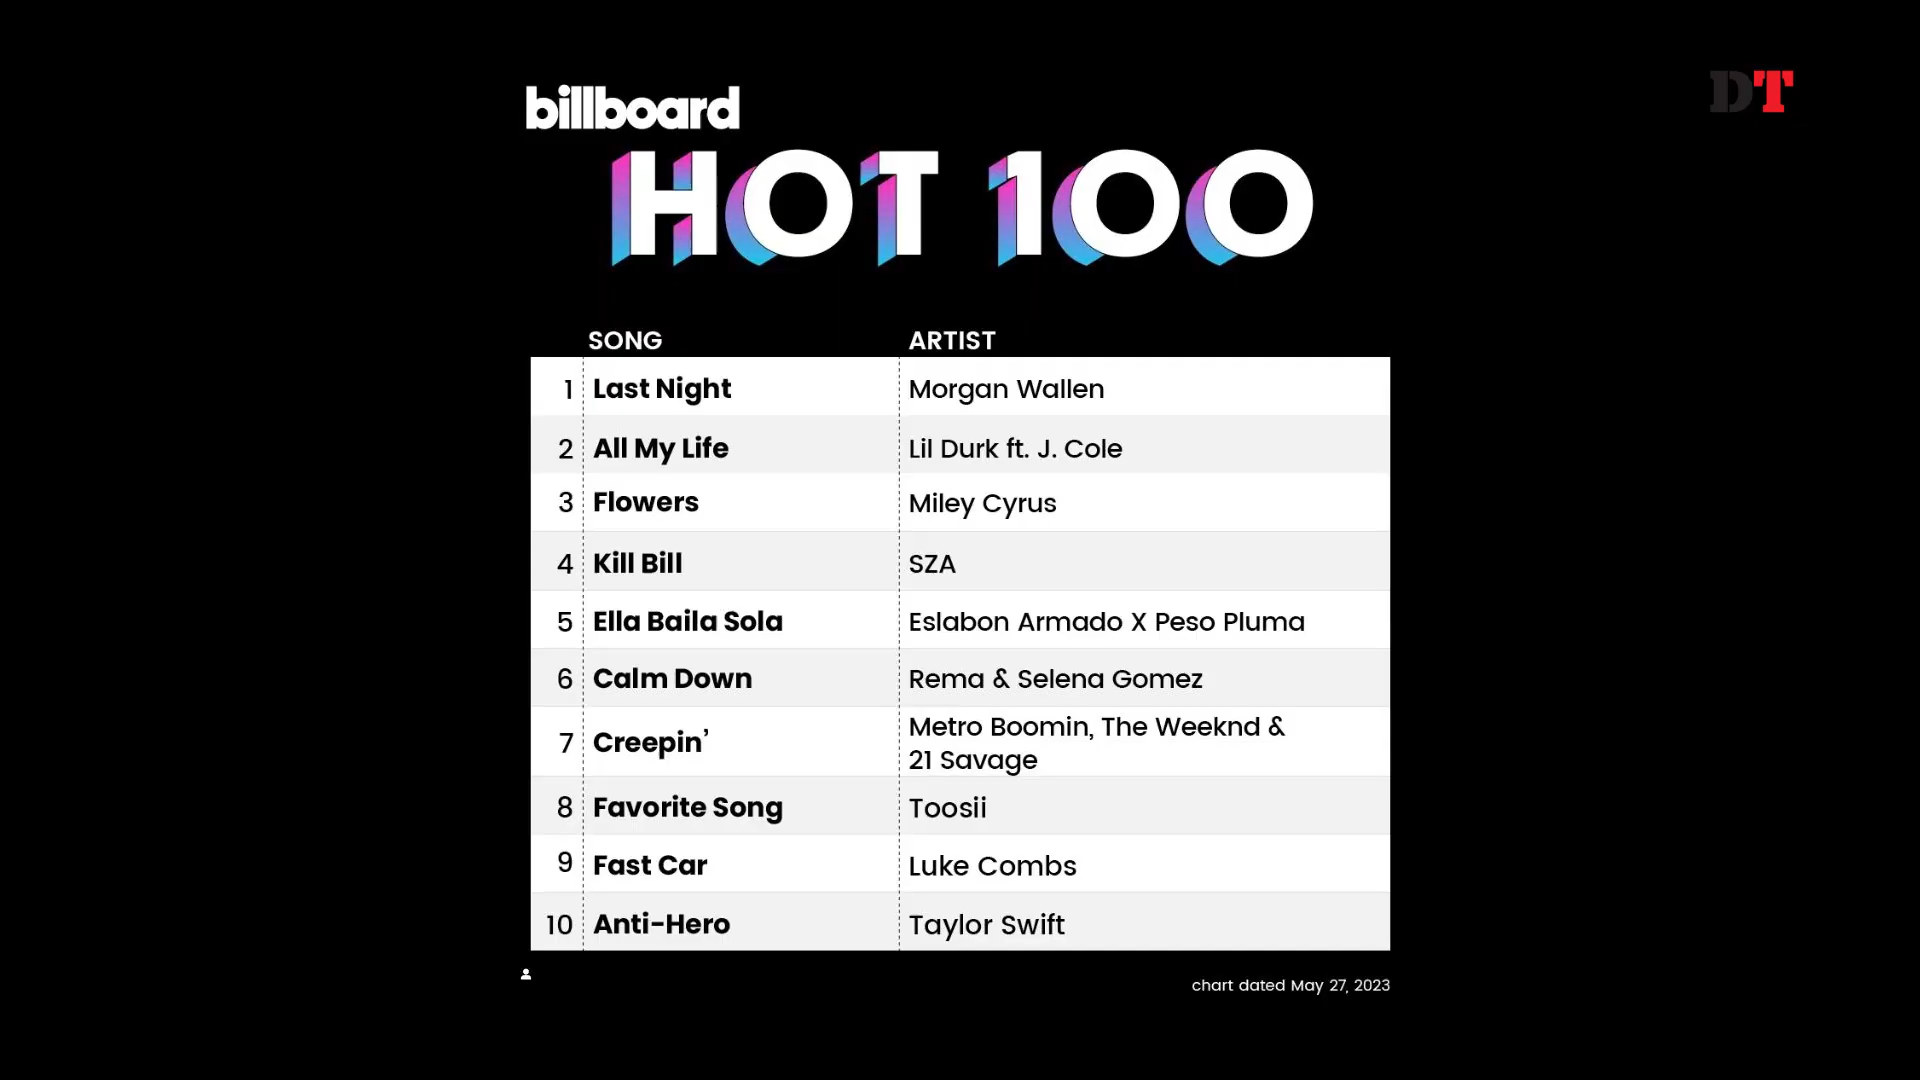 billboard
DT
HOT 100
SONG ARTIST
1 Last Night Morgan Wallen
2 All My Life Lil Durk ft. J. Cole
3 Flowers Miley Cyrus
4 Kill Bill SZA
5 Ella Baila Sola Eslabon Armado X Peso Pluma
6 Calm Down Rema & Selena Gomez
7 Creepin’ Metro Boomin, The Weeknd &
21 Savage
8 Favorite Song Toosii
9 Fast Car Luke Combs
10 Anti-Hero Taylor Swift
chart dated May 27, 2023